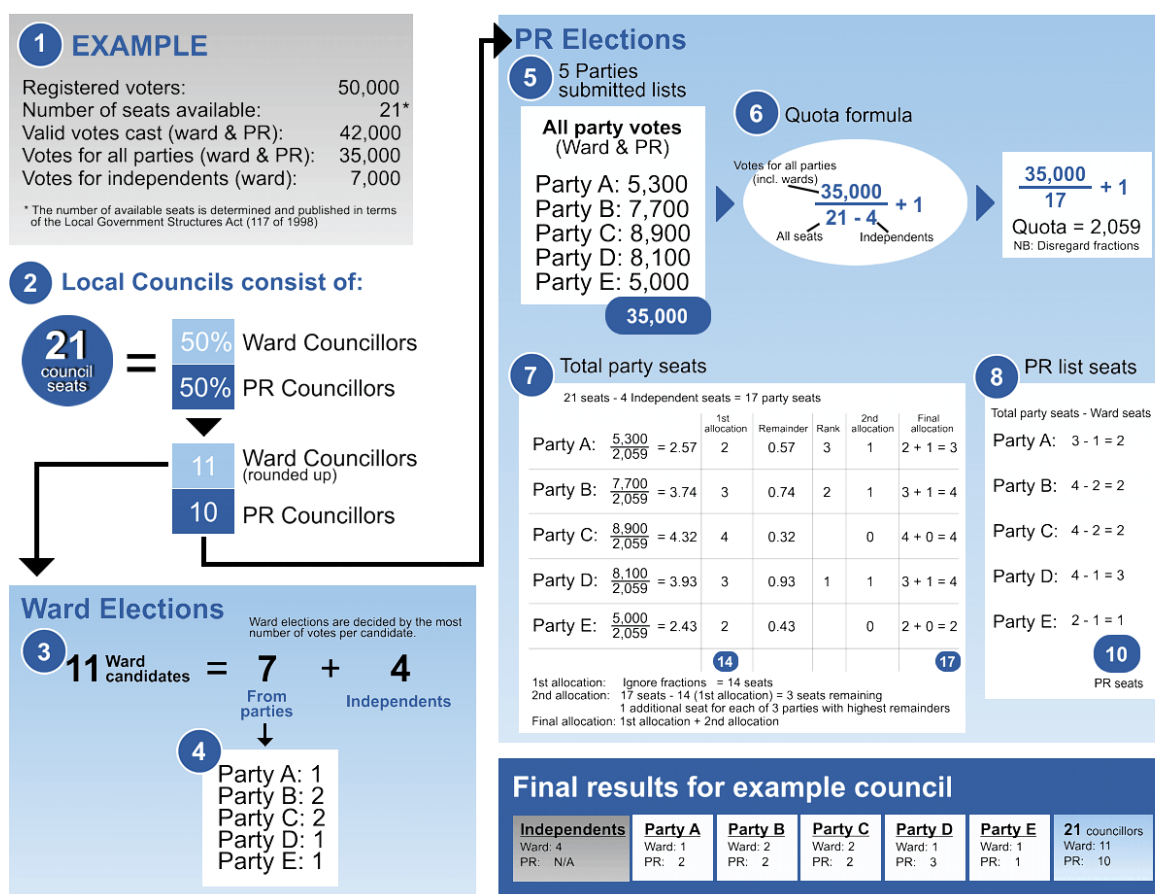 1 EXAMPLE
Registered voters: 50,000
Number of seats available: 21*
Valid votes cast (ward & PR): 42,000
Votes for all parties (ward & PR): 35,000
Votes for independents (ward): 7,000
* The number of available seats is determined and published in terms
of the Local Government Structures Act (117 of 1998)
2 Local Councils consist of:
21
council
seats
=
50% Ward Councillors
50% PR Councillors
11 Ward Councillors
(rounded up)
10 PR Councillors
Ward Elections
Ward elections are decided by the most
number of votes per candidate.
3
11 Ward
candidates = 7 + 4
From
parties
Independents
4
Party A: 1
Party B: 2
Party C: 2
Party D: 1
Party E: 1
PR Elections
5 5 Parties
submitted lists
All party votes
(Ward & PR)
Party A: 5,300
Party B: 7,700
Party C: 8,900
Party D: 8,100
Party E: 5,000
35,000
6 Quota formula
Votes for all parties
(incl. wards)
35,000
21 - 4 + 1
All seats Independents
35,000
17 + 1
Quota = 2,059
NB: Disregard fractions
7 Total party seats
21 seats - 4 Independent seats = 17 party seats
1st allocation Remainder Rank 2nd allocation Final allocation
Party A: 5,300 / 2,059 = 2.57 2 0.57 3 1 2 + 1 = 3
Party B: 7,700 / 2,059 = 3.74 3 0.74 2 1 3 + 1 = 4
Party C: 8,900 / 2,059 = 4.32 4 0.32 0 4 + 0 = 4
Party D: 8,100 / 2,059 = 3.93 3 0.93 1 1 3 + 1 = 4
Party E: 5,000 / 2,059 = 2.43 2 0.43 0 2 + 0 = 2
14 17
1st allocation: Ignore fractions = 14 seats
2nd allocation: 17 seats - 14 (1st allocation) = 3 seats remaining
1 additional seat for each of 3 parties with highest remainders
Final allocation: 1st allocation + 2nd allocation
8 PR list seats
Total party seats - Ward seats
Party A: 3 - 1 = 2
Party B: 4 - 2 = 2
Party C: 4 - 2 = 2
Party D: 4 - 1 = 3
Party E: 2 - 1 = 1
10
PR seats
Final results for example council
Independents
Ward: 4
PR: N/A
Party A
Ward: 1
PR: 2
Party B
Ward: 2
PR: 2
Party C
Ward: 2
PR: 2
Party D
Ward: 1
PR: 3
Party E
Ward: 1
PR: 1
21 councillors
Ward: 11
PR: 10